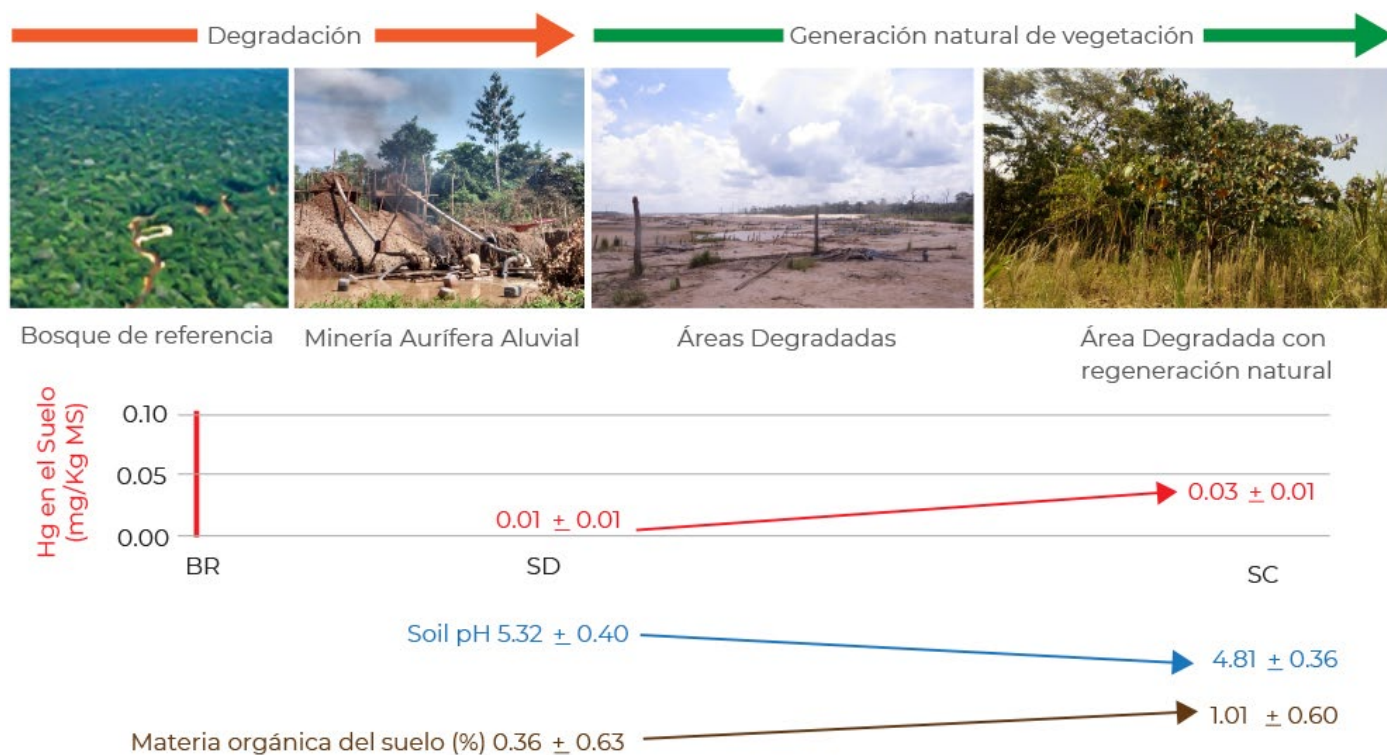 Degradación
Generación natural de vegetación
Bosque de referencia
Minería Aurífera Aluvial
Áreas Degradadas
Área Degradada con
regeneración natural
Hg en el Suelo
(mg/Kg MS)
0.10
0.05
0.00
0.01 ± 0.01
0.03 ± 0.01
BR
SD
SC
Soil pH 5.32 ± 0.40
4.81 ± 0.36
Materia orgánica del suelo (%) 0.36 ± 0.63
1.01 ± 0.60